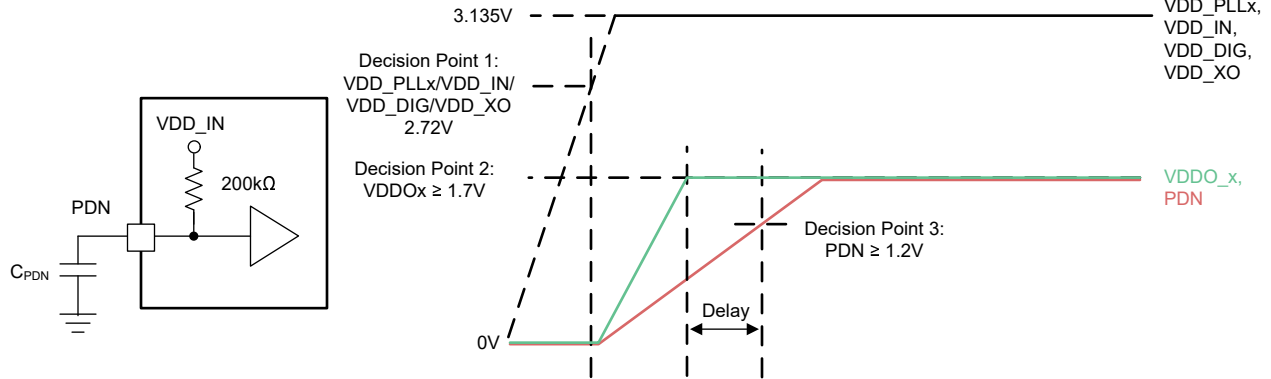 VDD_IN
200kΩ
PDN
CPDN
3.135V
Decision Point 1:
VDD_PLLx/VDD_IN/
VDD_DIG/VDD_XO
2.72V
Decision Point 2:
VDDOx ≥ 1.7V
0V
Delay
Decision Point 3:
PDN ≥ 1.2V
VDD_PLLx,
VDD_IN,
VDD_DIG,
VDD_XO
VDDO_x,
PDN